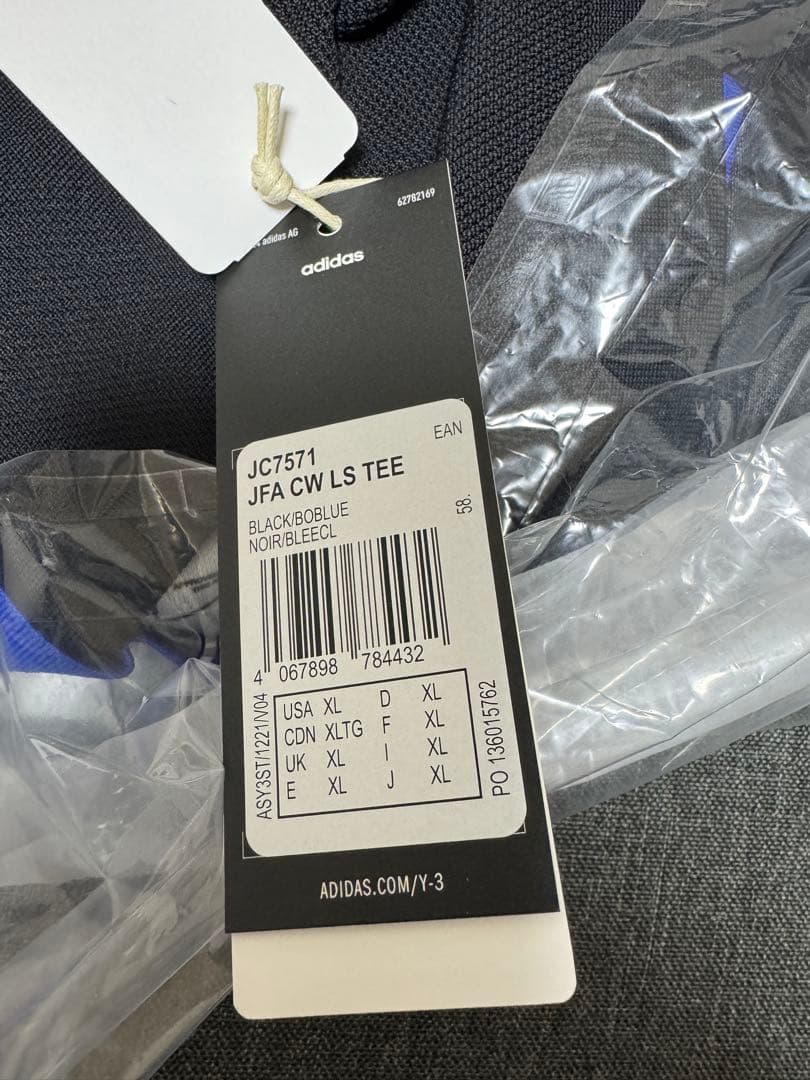 62782169
adidas AG
adidas
EAN
JC7571
JFA CW LS TEE
BLACK/BOBLUE
NOIR/BLEECL
58.
4 067898 784432
ASY3ST/1221/V04
USA XL D XL
CDN XLTG F XL
UK XL I XL
E XL J XL
PO 136015762
ADIDAS.COM/Y-3